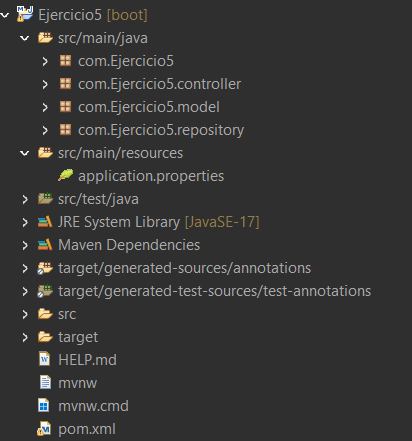 Ejercicio5 [boot]
src/main/java
com.Ejercicio5
com.Ejercicio5.controller
com.Ejercicio5.model
com.Ejercicio5.repository
src/main/resources
application.properties
src/test/java
JRE System Library [JavaSE-17]
Maven Dependencies
target/generated-sources/annotations
target/generated-test-sources/test-annotations
src
target
HELP.md
mvnw
mvnw.cmd
pom.xml